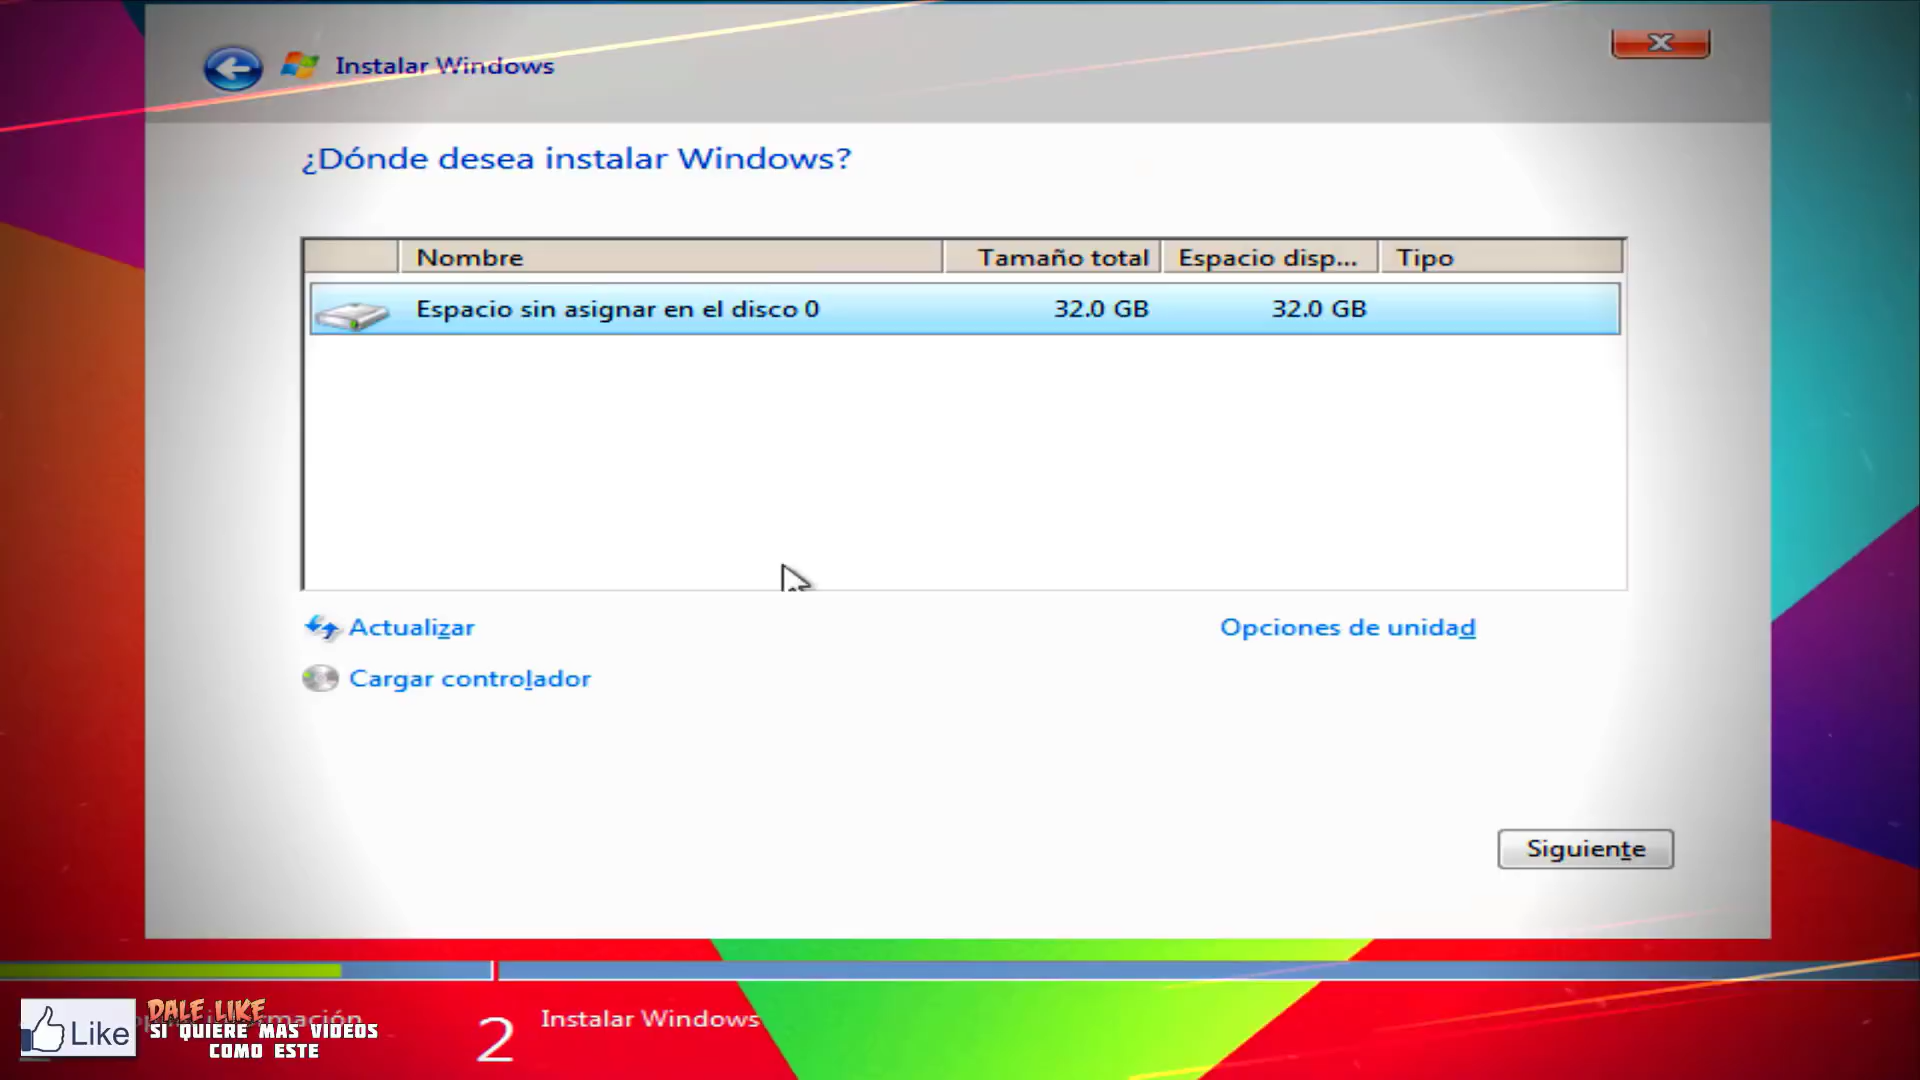 Instalar Windows
¿Dónde desea instalar Windows?
Nombre Tamaño total Espacio disp... Tipo
Espacio sin asignar en el disco 0 32.0 GB 32.0 GB
Actualizar Opciones de unidad
Cargar controlador
Siguiente
Like
DALE LIKE
SI QUIERE MAS VIDEOS
COMO ESTE
2 Instalar Windows